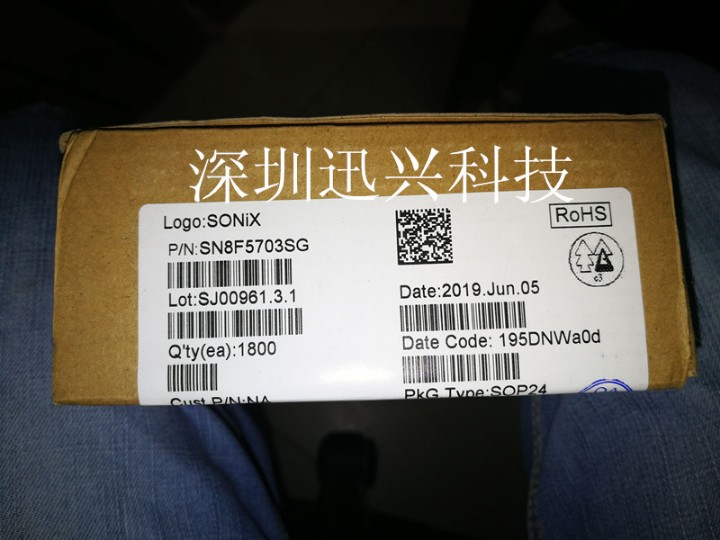 深圳迅兴科技
Logo:SONiX
RoHS
P/N:SN8F5703SG
e3
Lot:SJ00961.3.1
Date:2019.Jun.05
Q'ty(ea):1800
Date Code: 195DNWa0d
Cust P/N:NA
PkG Type:SOP24